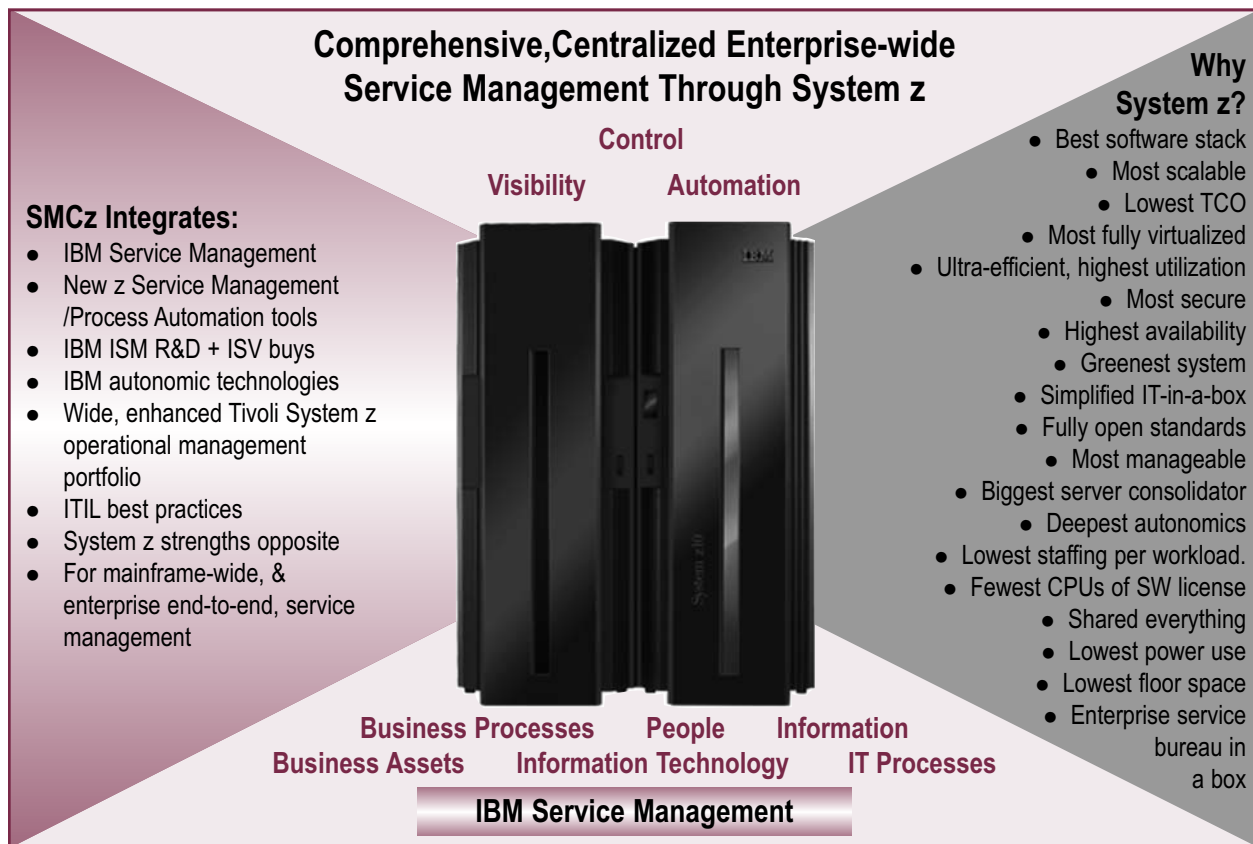 Comprehensive,Centralized Enterprise-wide
Service Management Through System z
Control
Visibility Automation
SMCz Integrates:
● IBM Service Management
● New z Service Management
/Process Automation tools
● IBM ISM R&D + ISV buys
● IBM autonomic technologies
● Wide, enhanced Tivoli System z
operational management
portfolio
● ITIL best practices
● System z strengths opposite
● For mainframe-wide, &
enterprise end-to-end, service
management
IBM
System z10
Why
System z?
● Best software stack
● Most scalable
● Lowest TCO
● Most fully virtualized
● Ultra-efficient, highest utilization
● Most secure
● Highest availability
● Greenest system
● Simplified IT-in-a-box
● Fully open standards
● Most manageable
● Biggest server consolidator
● Deepest autonomics
● Lowest staffing per workload.
● Fewest CPUs of SW license
● Shared everything
● Lowest power use
● Lowest floor space
● Enterprise service
bureau in
a box
Business Processes People Information
Business Assets Information Technology IT Processes
IBM Service Management